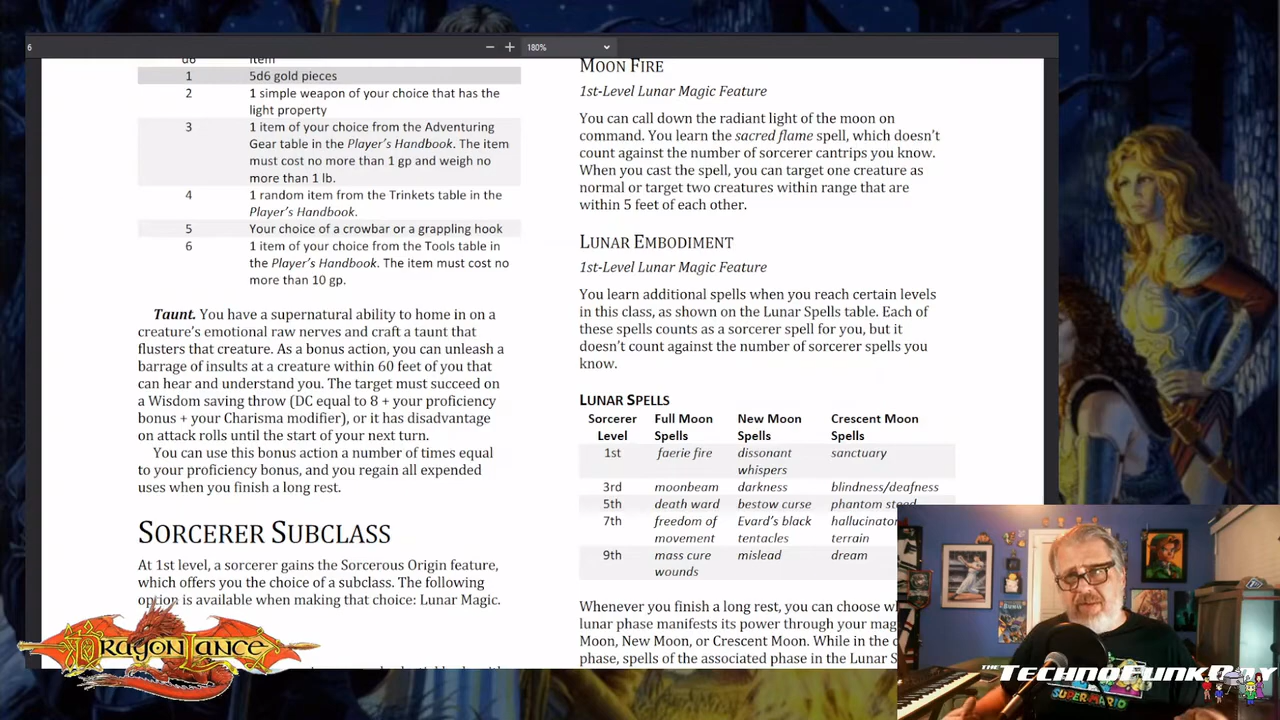 6
180%
d6 Item
1 5d6 gold pieces
2 1 simple weapon of your choice that has the
light property
3 1 item of your choice from the Adventuring
Gear table in the Player's Handbook. The item
must cost no more than 1 gp and weigh no
more than 1 lb.
4 1 random item from the Trinkets table in the
Player's Handbook.
5 Your choice of a crowbar or a grappling hook
6 1 item of your choice from the Tools table in
the Player's Handbook. The item must cost no
more than 10 gp.
Taunt. You have a supernatural ability to home in on a
creature's emotional raw nerves and craft a taunt that
flusters that creature. As a bonus action, you can unleash a
barrage of insults at a creature within 60 feet of you that
can hear and understand you. The target must succeed on
a Wisdom saving throw (DC equal to 8 + your proficiency
bonus + your Charisma modifier), or it has disadvantage
on attack rolls until the start of your next turn.
You can use this bonus action a number of times equal
to your proficiency bonus, and you regain all expended
uses when you finish a long rest.
SORCERER SUBCLASS
At 1st level, a sorcerer gains the Sorcerous Origin feature,
which offers you the choice of a subclass. The following
option is available when making that choice: Lunar Magic.
MOON FIRE
1st-Level Lunar Magic Feature
You can call down the radiant light of the moon on
command. You learn the sacred flame spell, which doesn't
count against the number of sorcerer cantrips you know.
When you cast the spell, you can target one creature as
normal or target two creatures within range that are
within 5 feet of each other.
LUNAR EMBODIMENT
1st-Level Lunar Magic Feature
You learn additional spells when you reach certain levels
in this class, as shown on the Lunar Spells table. Each of
these spells counts as a sorcerer spell for you, but it
doesn't count against the number of sorcerer spells you
know.
LUNAR SPELLS
Sorcerer Full Moon New Moon Crescent Moon
Level Spells Spells Spells
1st faerie fire dissonant sanctuary
whispers
3rd moonbeam darkness blindness/deafness
5th death ward bestow curse phantom steed
7th freedom of Evard's black hallucinator
movement tentacles terrain
9th mass cure mislead dream
wounds
Whenever you finish a long rest, you can choose w
lunar phase manifests its power through your mag
Moon, New Moon, or Crescent Moon. While in the c
phase, spells of the associated phase in the Lunar S
DRAGONLANCE
THE TECHNOFUNKBOY
SUPER MARIO